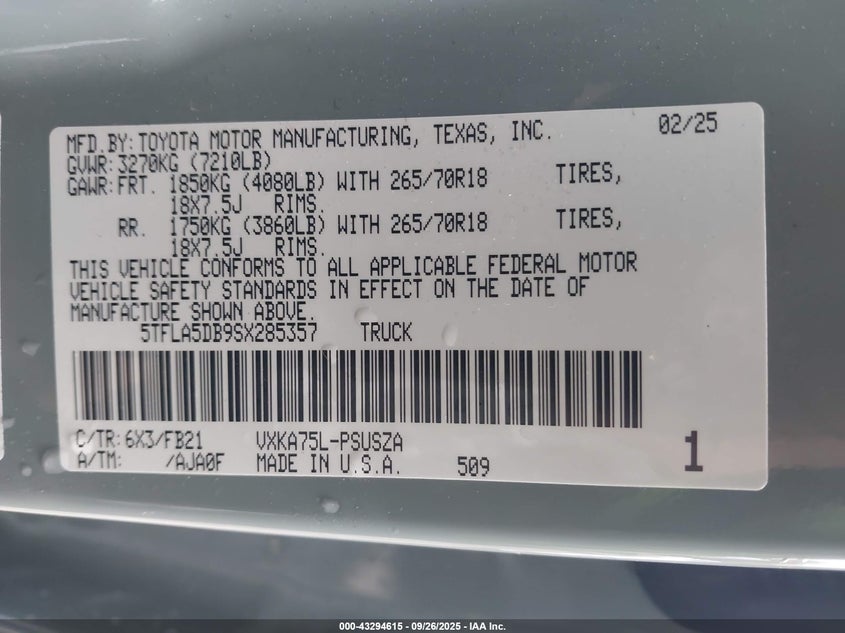 MFD.BY: TOYOTA MOTOR MANUFACTURING, TEXAS, INC. 02/25
GVWR: 3270KG (7210LB)
GAWR: FRT. 1850KG (4080LB) WITH 265/70R18 TIRES,
18X7.5J RIMS.
RR. 1750KG (3860LB) WITH 265/70R18 TIRES,
18X7.5J RIMS.
THIS VEHICLE CONFORMS TO ALL APPLICABLE FEDERAL MOTOR
VEHICLE SAFETY STANDARDS IN EFFECT ON THE DATE OF
MANUFACTURE SHOWN ABOVE.
5TFLA5DB9SX285357 TRUCK
C/TR: 6X3/FB21 VXKA75L-PSUSZA
A/TM: /AJA0F MADE IN U.S.A. 509 1
000-43294615 - 09/26/2025 - IAA Inc.